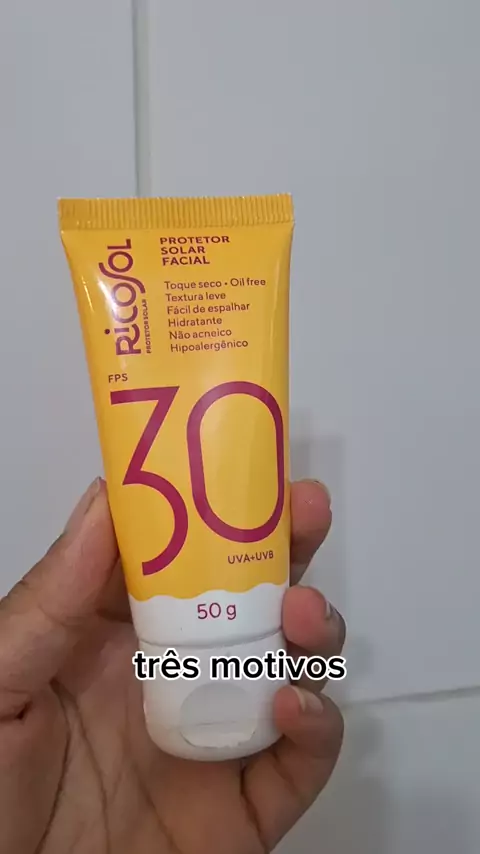 RICOSOL
PROTETOR SOLAR
PROTETOR
SOLAR
FACIAL
Toque seco • Oil free
Textura leve
Fácil de espalhar
Hidratante
Não acneico
Hipoalergênico
FPS
30
UVA+UVB
50 g
três motivos